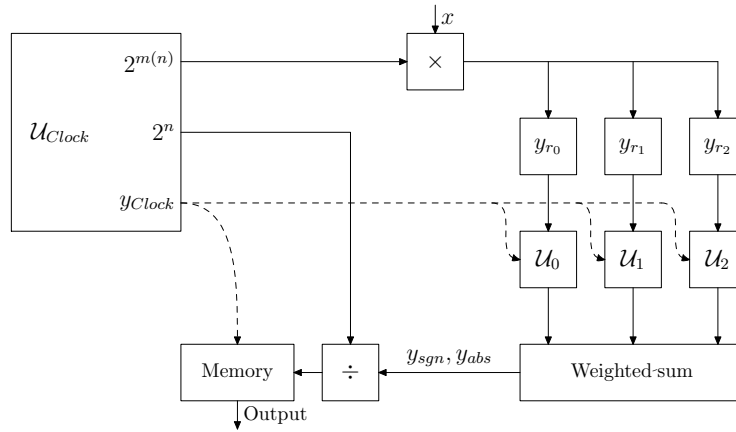 x
2^{m(n)}
×
𝒰_{Clock}
2^n
y_{r_0}
y_{r_1}
y_{r_2}
y_{Clock}
𝒰_0
𝒰_1
𝒰_2
y_{sgn}, y_{abs}
Memory
÷
Weighted-sum
Output